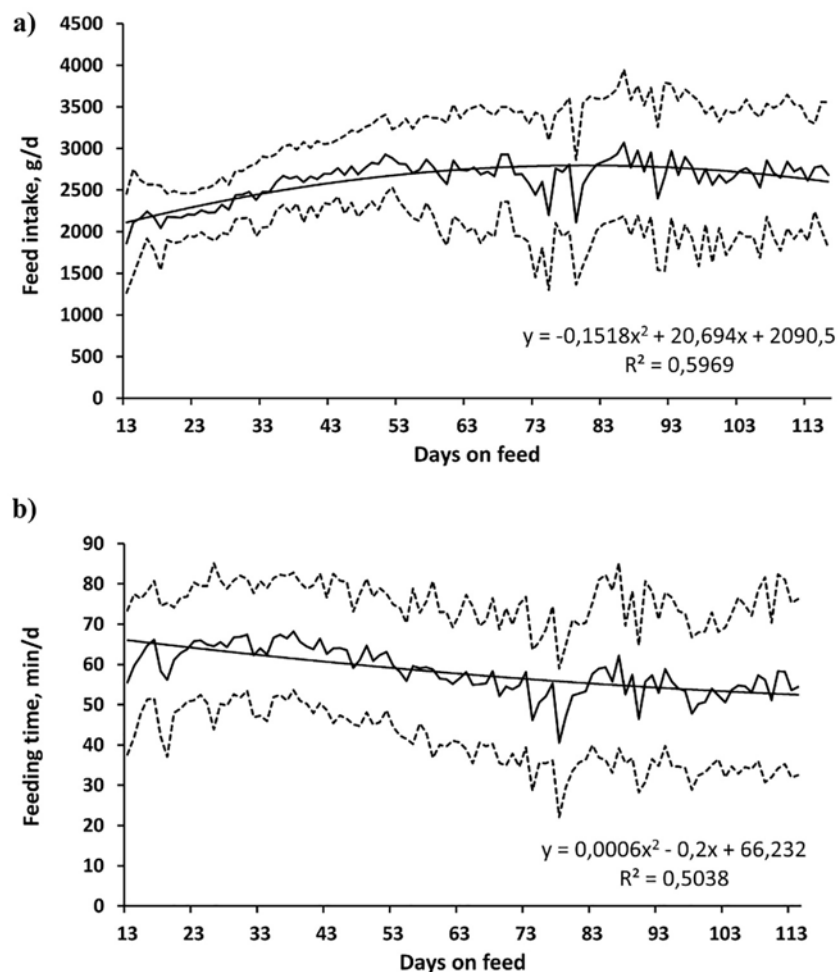 a)
4500
4000
3500
3000
2500
2000
1500
1000
500
0
Feed intake, g/d
y = -0,1518x² + 20,694x + 2090,5
R² = 0,5969
13 23 33 43 53 63 73 83 93 103 113
Days on feed
b)
90
80
70
60
50
40
30
20
10
0
Feeding time, min/d
y = 0,0006x² - 0,2x + 66,232
R² = 0,5038
13 23 33 43 53 63 73 83 93 103 113
Days on feed